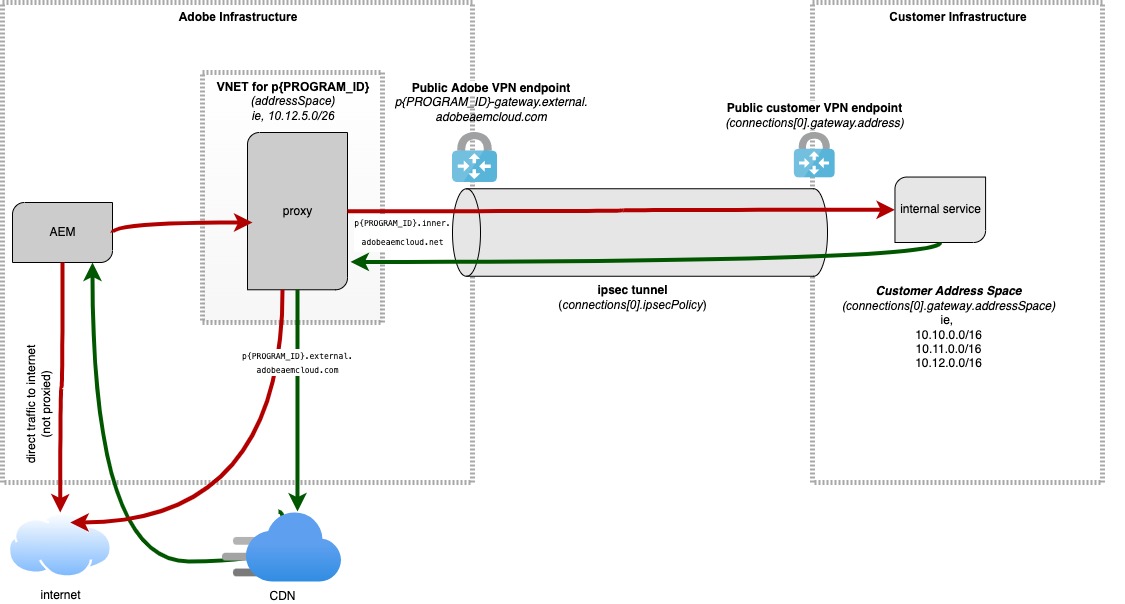 Adobe Infrastructure
Customer Infrastructure
VNET for p{PROGRAM_ID}
(addressSpace)
ie, 10.12.5.0/26
Public Adobe VPN endpoint
p{PROGRAM_ID}-gateway.external.
adobeaemcloud.com
Public customer VPN endpoint
(connections[0].gateway.address)
AEM
proxy
internal service
p{PROGRAM_ID}.inner.
adobeaemcloud.net
ipsec tunnel
(connections[0].ipsecPolicy)
Customer Address Space
(connections[0].gateway.addressSpace)
ie,
10.10.0.0/16
10.11.0.0/16
10.12.0.0/16
p{PROGRAM_ID}.external.
adobeaemcloud.com
direct traffic to internet
(not proxied)
internet
CDN